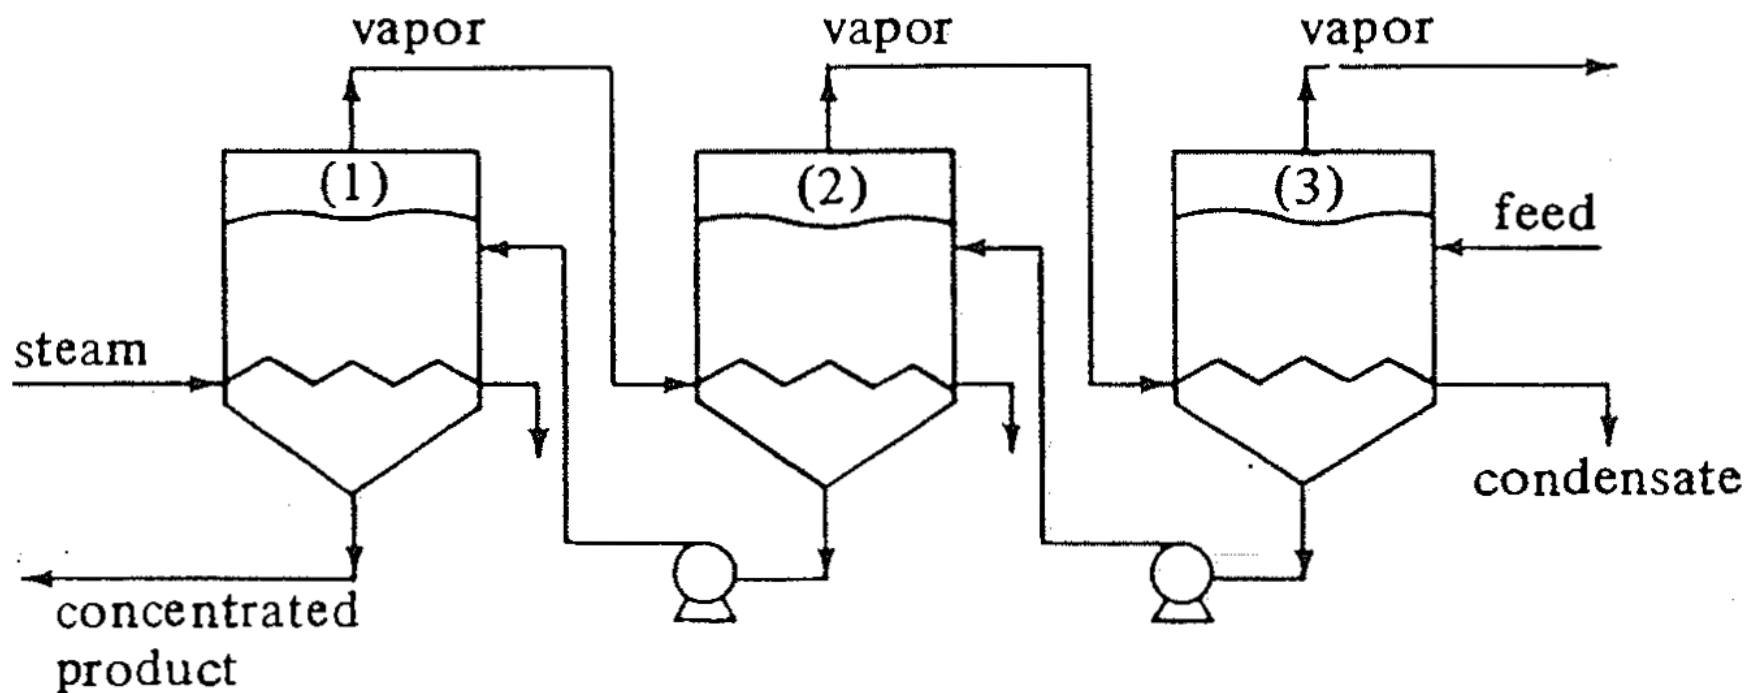 vapor
vapor
vapor
(1)
(2)
(3)
feed
steam
condensate
concentrated
product